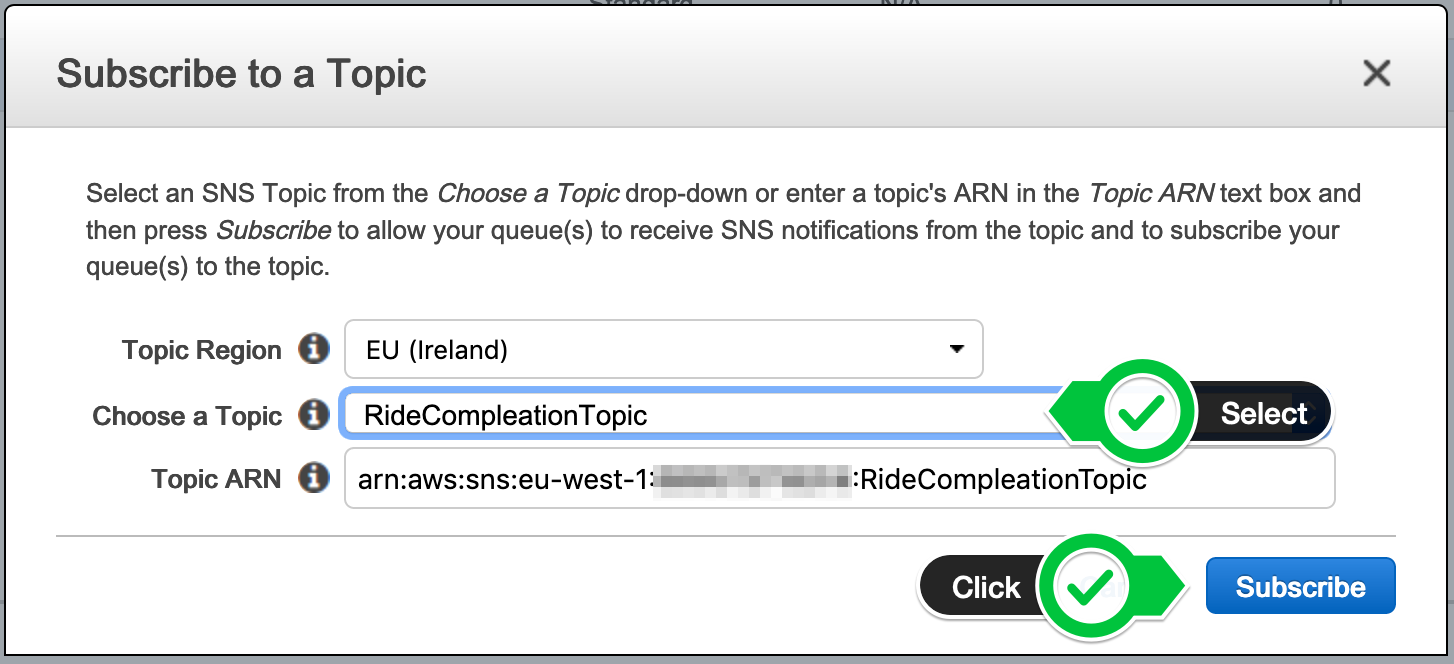 Standard N/A 0
Subscribe to a Topic
Select an SNS Topic from the Choose a Topic drop-down or enter a topic's ARN in the Topic ARN text box and
then press Subscribe to allow your queue(s) to receive SNS notifications from the topic and to subscribe your
queue(s) to the topic.
Topic Region EU (Ireland)
Choose a Topic RideCompleationTopic Select
Topic ARN arn:aws:sns:eu-west-1: :RideCompleationTopic
Click Subscribe